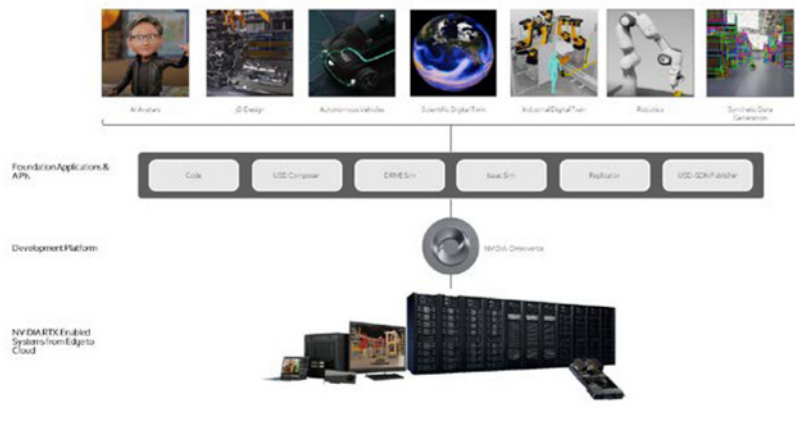 AI Avatars
3D Design
Autonomous Vehicles
Scientific Digital Twin
Industrial Digital Twin
Robotics
Synthetic Data
Generation
Foundation Applications &
APIs
Code
USD Composer
DRIVE Sim
Isaac Sim
Replicator
USD-GDN Publisher
Development Platform
NVIDIA Omniverse
NVIDIA RTX Enabled
Systems from Edge to
Cloud